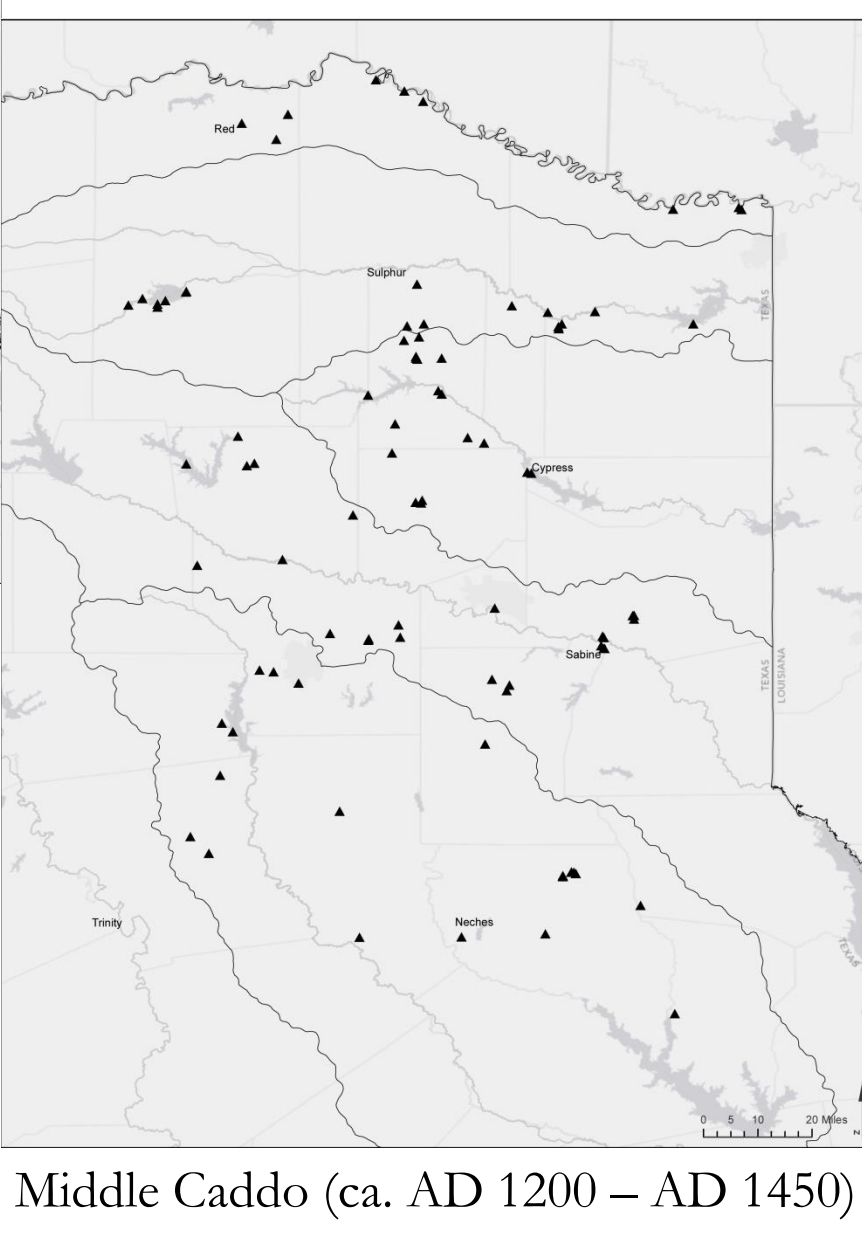 Red
Sulphur
TEXAS
Cypress
Sabine
TEXAS
LOUISIANA
Trinity
Neches
TEXAS
0 5 10 20 Miles
N
Middle Caddo (ca. AD 1200 – AD 1450)